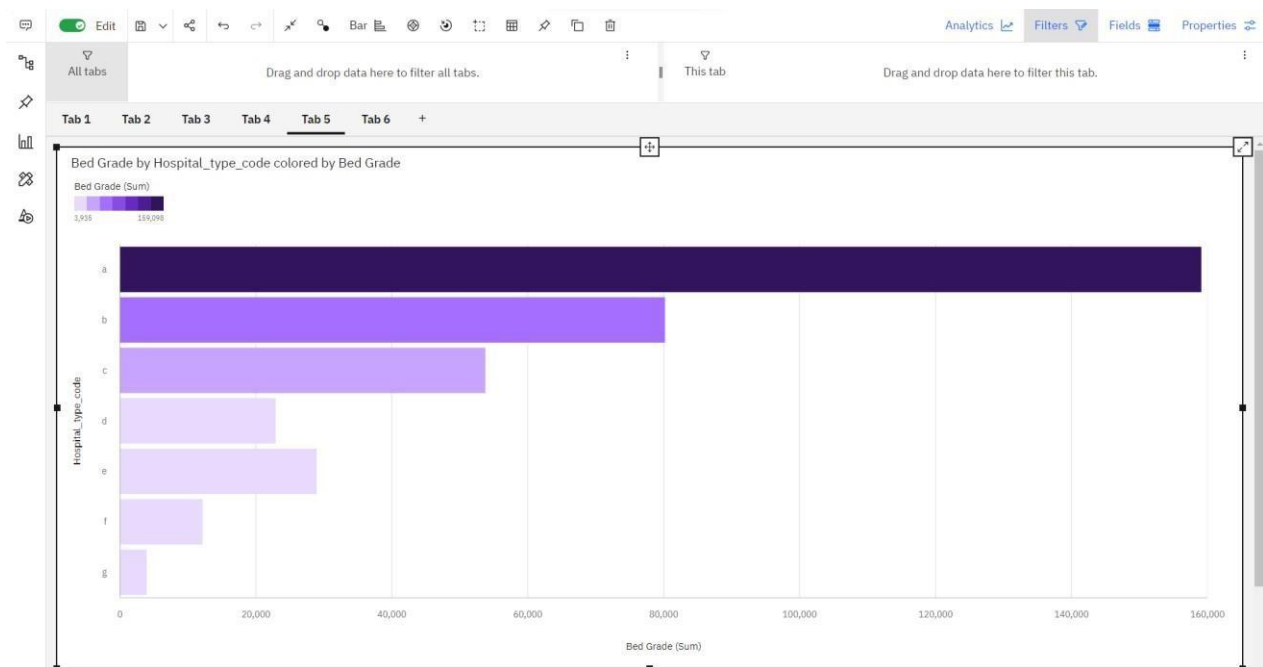 Edit Bar Analytics Filters Fields Properties
All tabs Drag and drop data here to filter all tabs. This tab Drag and drop data here to filter this tab.
Tab 1 Tab 2 Tab 3 Tab 4 Tab 5 Tab 6 +
Bed Grade by Hospital_type_code colored by Bed Grade
Bed Grade (Sum)
3,935 159,098
Hospital_type_code
a
b
c
d
e
f
g
0 20,000 40,000 60,000 80,000 100,000 120,000 140,000 160,000
Bed Grade (Sum)